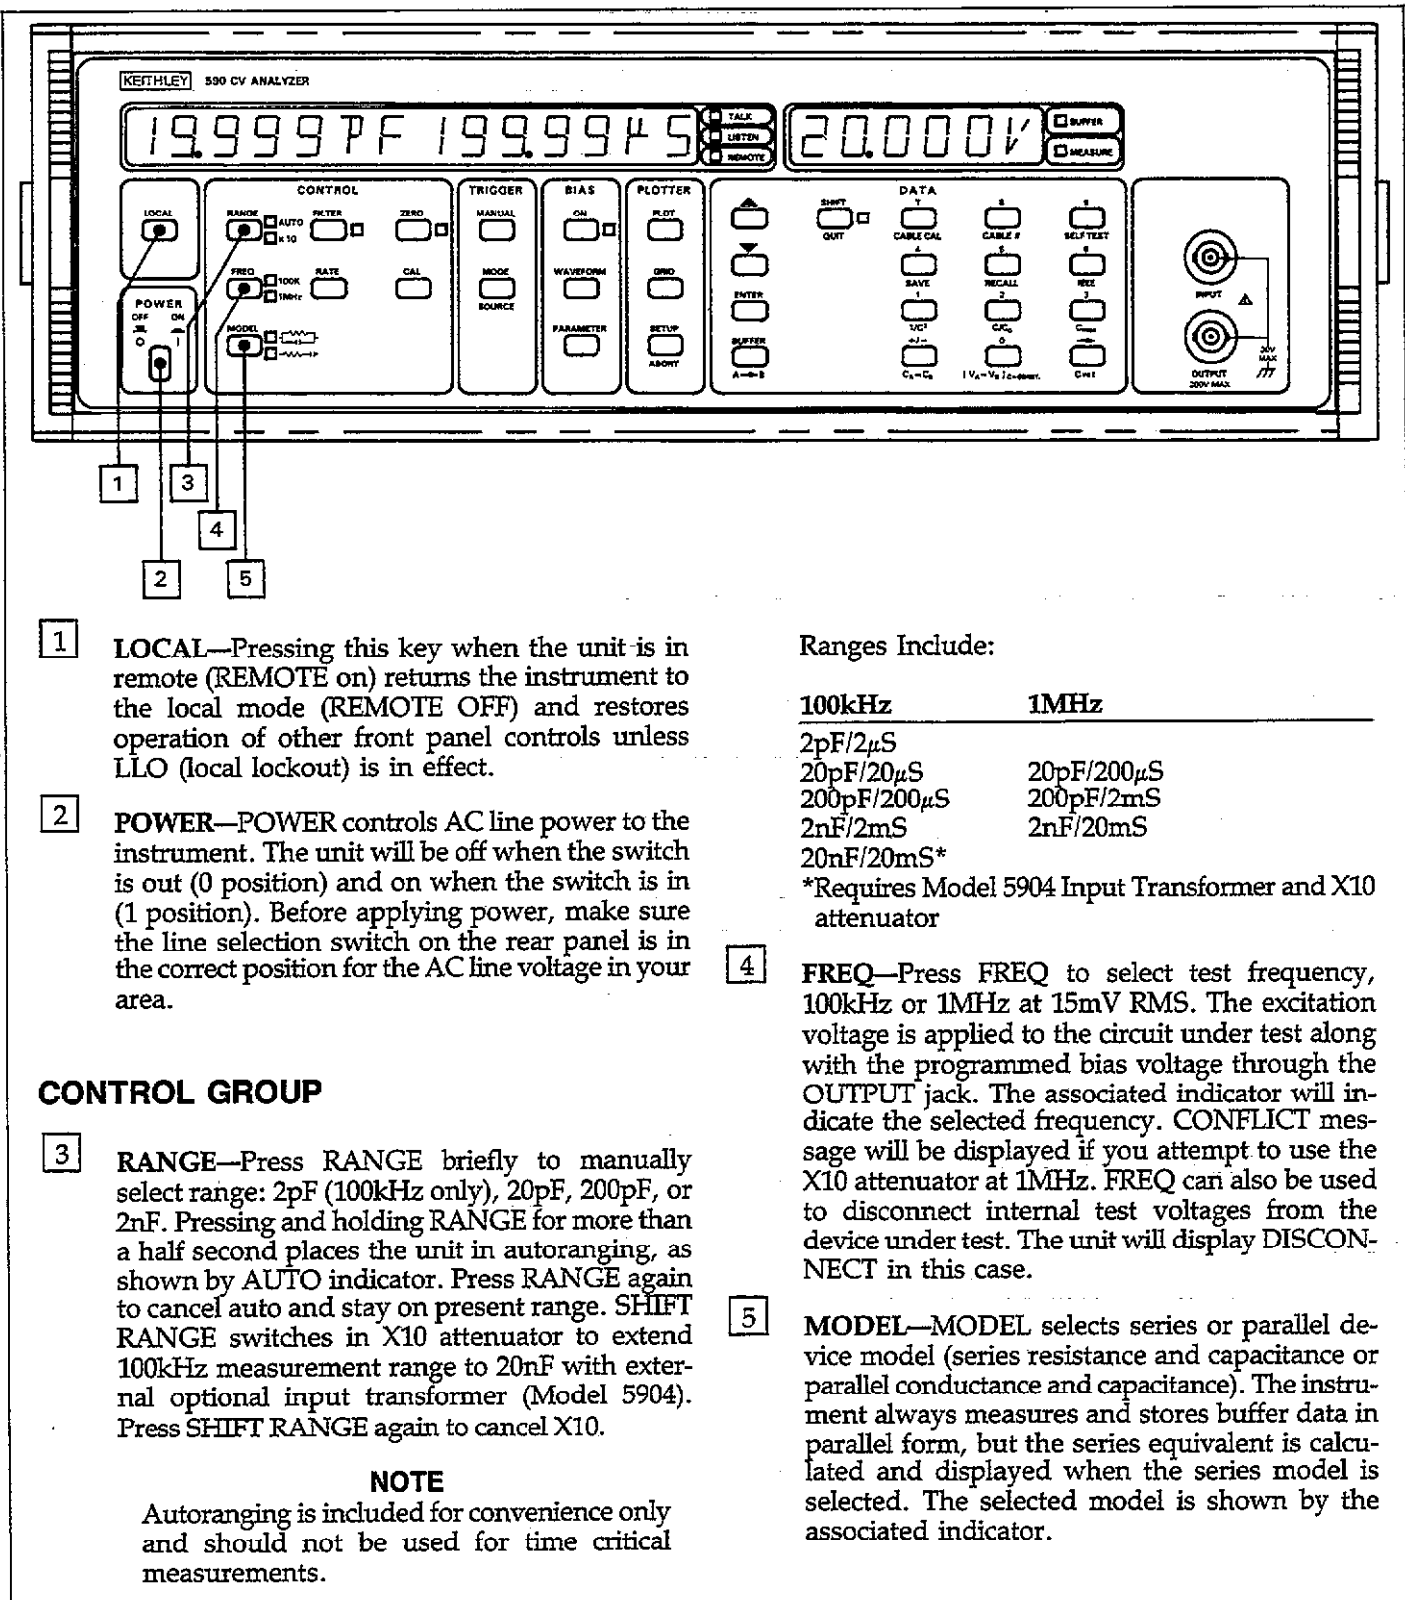 KEITHLEY 590 CV ANALYZER
19.999PF 199.99µS
TALK
LISTEN
REMOTE
20.000V
BUFFER
MEASURE
LOCAL
POWER
OFF ON
O I
CONTROL
RANGE AUTO X10 FILTER ZERO
FREQ 100K 1MHz RATE CAL
MODEL
TRIGGER
MANUAL
MODE
SOURCE
BIAS
ON
WAVEFORM
PARAMETER
PLOTTER
PLOT
GRID
SETUP
ABORT
DATA
SHIFT 7 8 9
QUIT CABLE CAL CABLE # SELF TEST
4 5 6
ENTER SAVE RECALL IEEE
1 2 3
BUFFER 1/C² C/C₀ Cmax
+/- 0
A→B
INPUT
OUTPUT
200V MAX
30V
MAX
1
3
4
2
5
1 LOCAL—Pressing this key when the unit is in
remote (REMOTE on) returns the instrument to
the local mode (REMOTE OFF) and restores
operation of other front panel controls unless
LLO (local lockout) is in effect.
2 POWER—POWER controls AC line power to the
instrument. The unit will be off when the switch
is out (0 position) and on when the switch is in
(1 position). Before applying power, make sure
the line selection switch on the rear panel is in
the correct position for the AC line voltage in your
area.
CONTROL GROUP
3 RANGE—Press RANGE briefly to manually
select range: 2pF (100kHz only), 20pF, 200pF, or
2nF. Pressing and holding RANGE for more than
a half second places the unit in autoranging, as
shown by AUTO indicator. Press RANGE again
to cancel auto and stay on present range. SHIFT
RANGE switches in X10 attenuator to extend
100kHz measurement range to 20nF with exter-
nal optional input transformer (Model 5904).
Press SHIFT RANGE again to cancel X10.
NOTE
Autoranging is included for convenience only
and should not be used for time critical
measurements.
Ranges Include:
100kHz 1MHz
2pF/2µS
20pF/20µS 20pF/200µS
200pF/200µS 200pF/2mS
2nF/2mS 2nF/20mS
20nF/20mS*
*Requires Model 5904 Input Transformer and X10
attenuator
4 FREQ—Press FREQ to select test frequency,
100kHz or 1MHz at 15mV RMS. The excitation
voltage is applied to the circuit under test along
with the programmed bias voltage through the
OUTPUT jack. The associated indicator will in-
dicate the selected frequency. CONFLICT mes-
sage will be displayed if you attempt to use the
X10 attenuator at 1MHz. FREQ can also be used
to disconnect internal test voltages from the
device under test. The unit will display DISCON-
NECT in this case.
5 MODEL—MODEL selects series or parallel de-
vice model (series resistance and capacitance or
parallel conductance and capacitance). The instru-
ment always measures and stores buffer data in
parallel form, but the series equivalent is calcu-
lated and displayed when the series model is
selected. The selected model is shown by the
associated indicator.